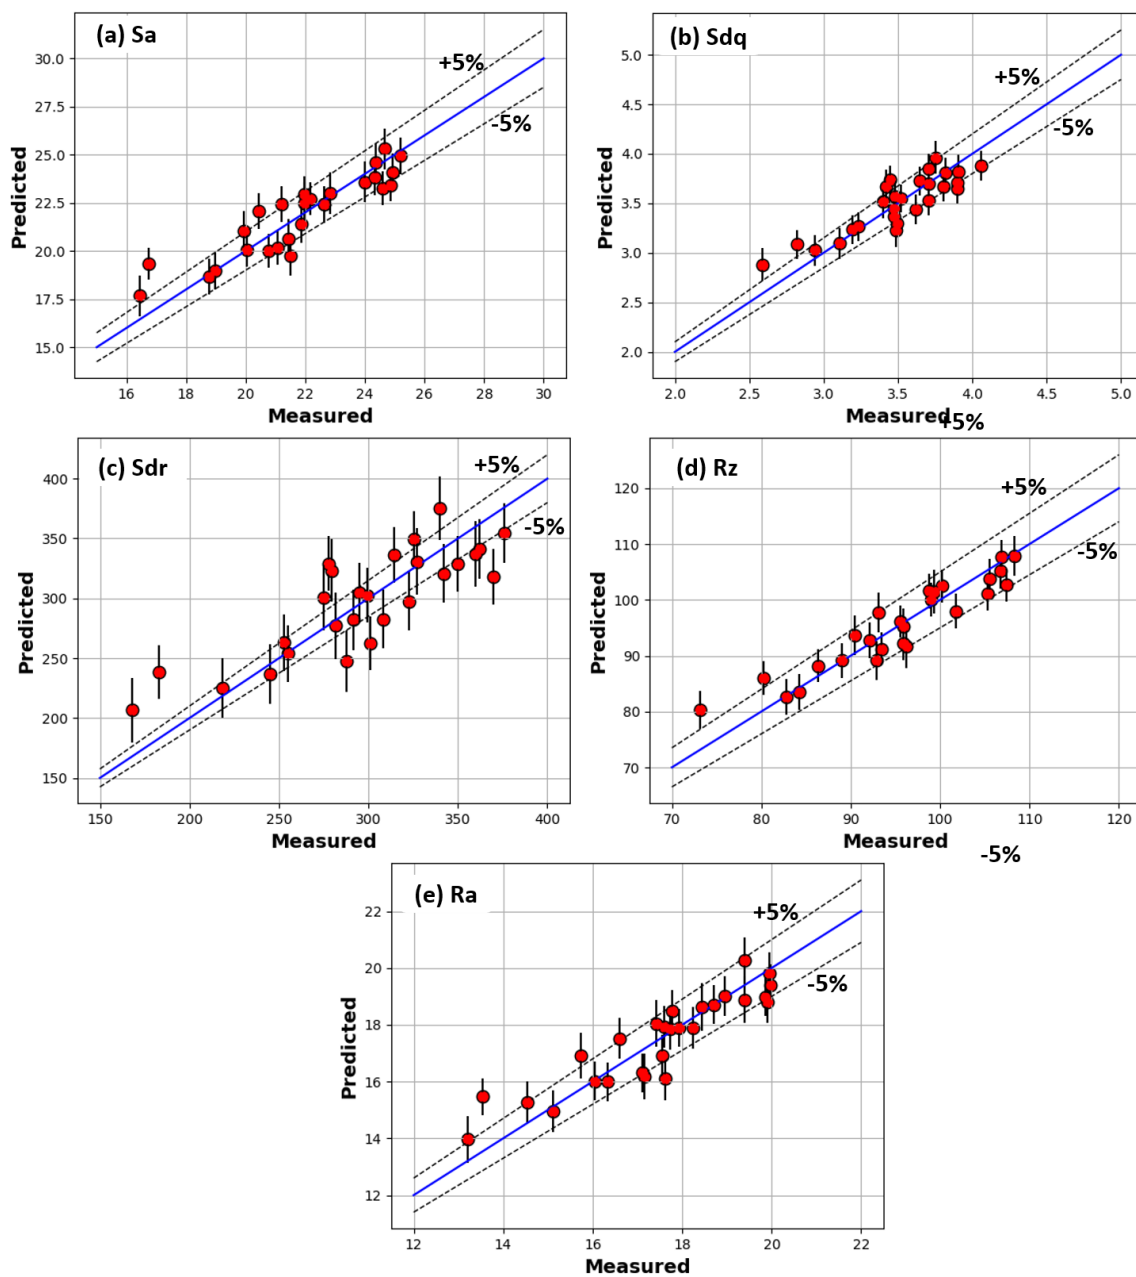 (a) Sa
+5%
-5%
30.0
27.5
25.0
22.5
20.0
17.5
15.0
Predicted
16 18 20 22 24 26 28 30
Measured
(b) Sdq
+5%
-5%
5.0
4.5
4.0
3.5
3.0
2.5
2.0
Predicted
2.0 2.5 3.0 3.5 4.0 4.5 5.0
Measured
+5%
(c) Sdr
+5%
-5%
400
350
300
250
200
150
Predicted
150 200 250 300 350 400
Measured
(d) Rz
+5%
-5%
120
110
100
90
80
70
Predicted
70 80 90 100 110 120
Measured
-5%
(e) Ra
+5%
-5%
22
20
18
16
14
12
Predicted
12 14 16 18 20 22
Measured